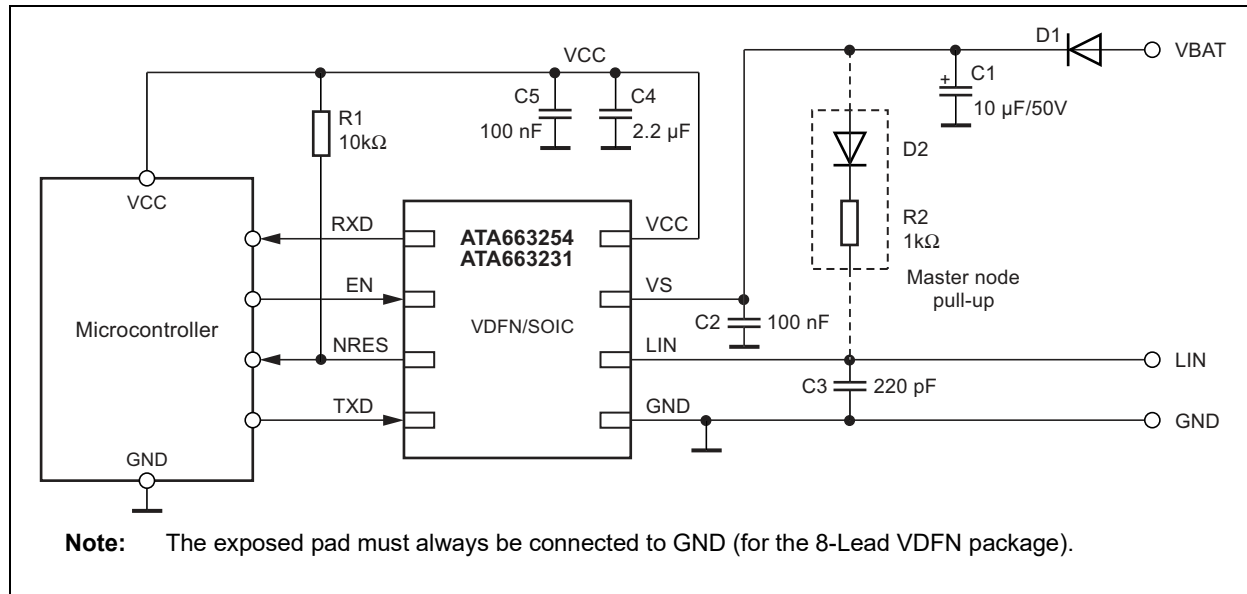 VCC
D1
VBAT
C5
100 nF
C4
2.2 µF
+
C1
10 µF/50V
R1
10kΩ
D2
R2
1kΩ
Master node
pull-up
VCC
Microcontroller
GND
RXD
EN
NRES
TXD
ATA663254
ATA663231
VDFN/SOIC
VCC
VS
LIN
GND
C2
100 nF
C3
220 pF
LIN
GND
Note: The exposed pad must always be connected to GND (for the 8-Lead VDFN package).